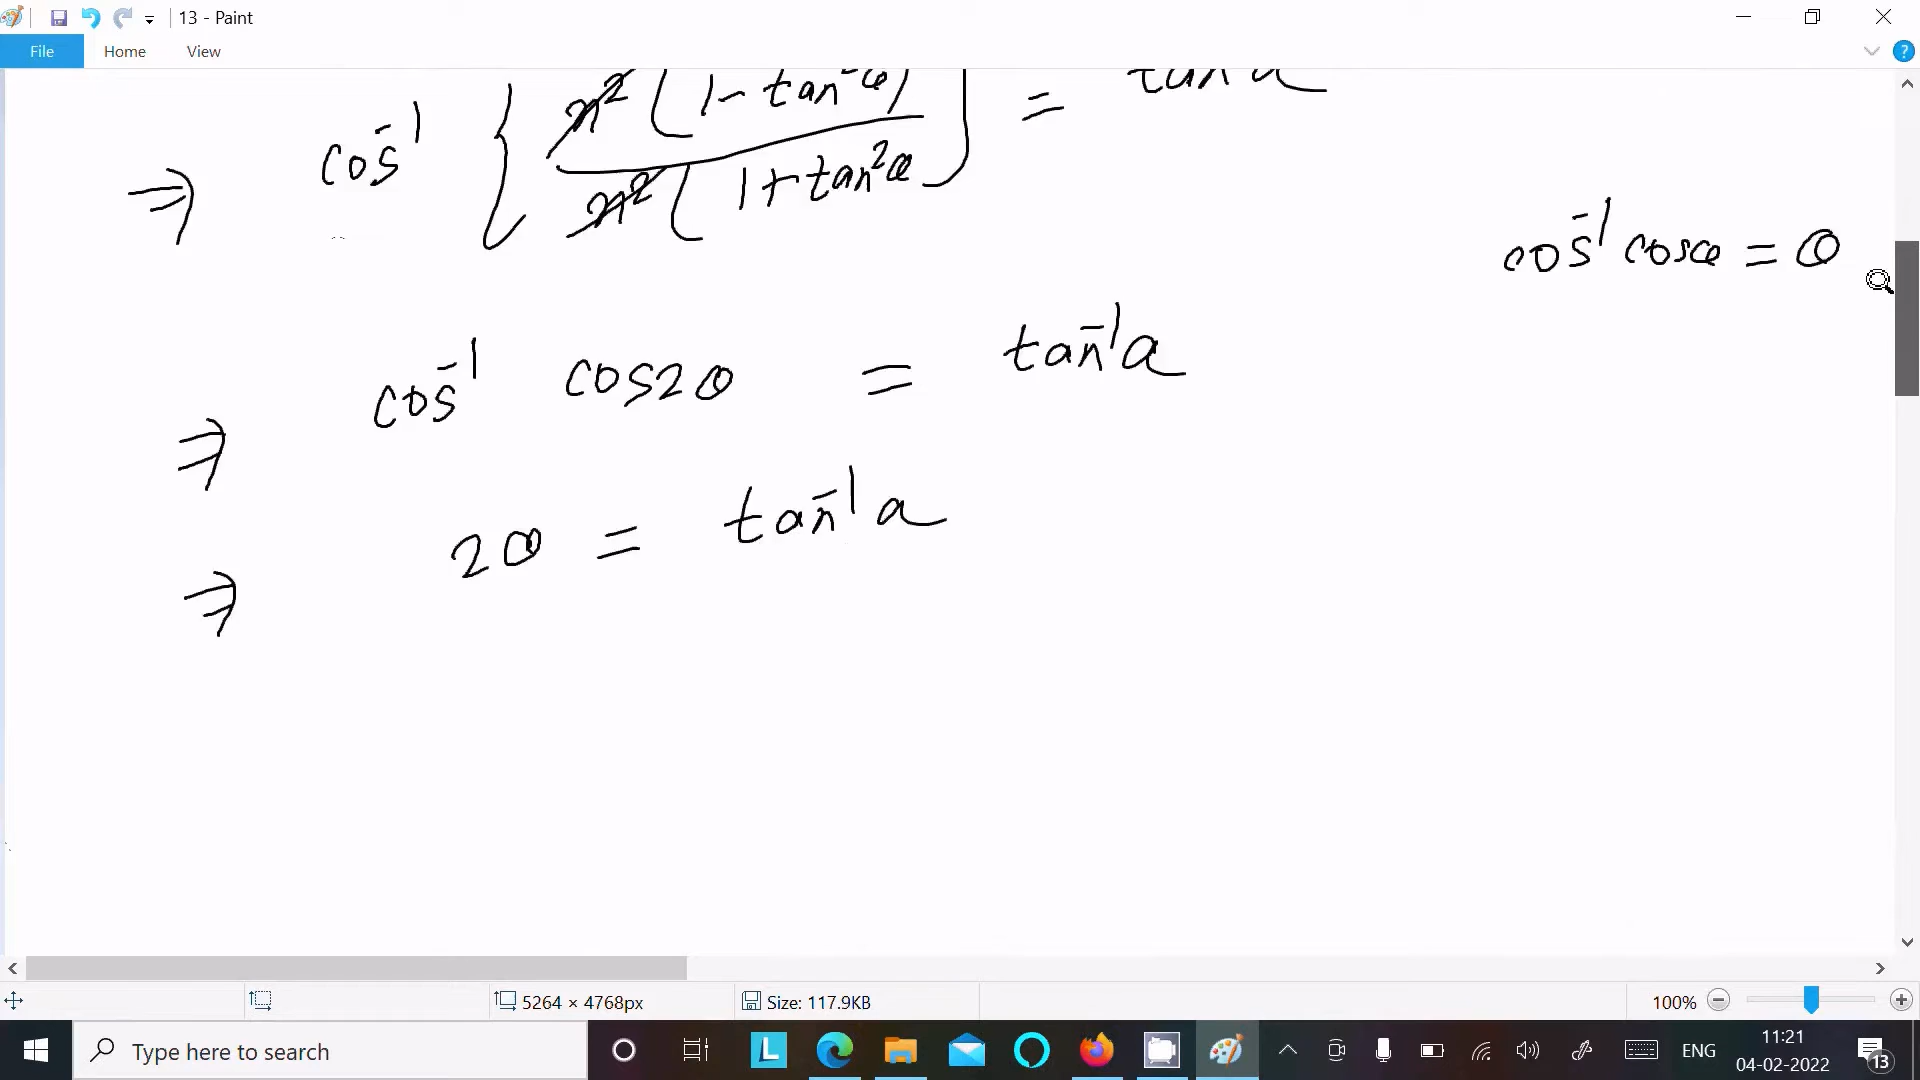 13 - Paint
File Home View
⇒ cos⁻¹ { x² ( 1 - tan²θ ) / x² ( 1 + tan²θ } = tan⁻¹a
cos⁻¹ cosθ = θ
⇒ cos⁻¹ cos2θ = tan⁻¹a
⇒ 2θ = tan⁻¹a
5264 × 4768px Size: 117.9KB 100%
Type here to search ENG 11:21
04-02-2022 13